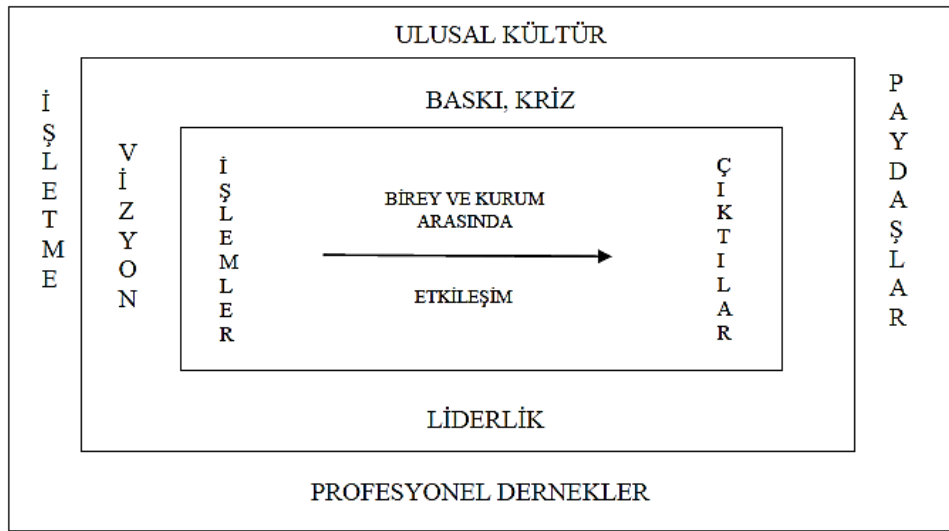 ULUSAL KÜLTÜR
İŞLETME
PAYDAŞLAR
BASKI, KRİZ
VİZYON
İŞLEMLER
BİREY VE KURUM
ARASINDA
ETKİLEŞİM
ÇIKTILAR
LİDERLİK
PROFESYONEL DERNEKLER